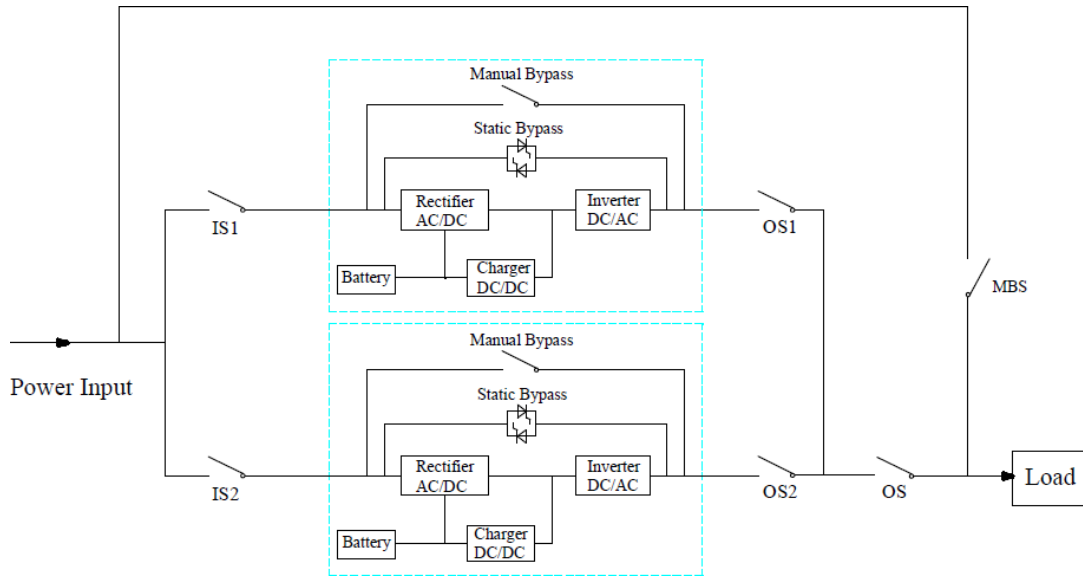 Manual Bypass
Static Bypass
Rectifier
AC/DC
Inverter
DC/AC
IS1
OS1
Battery
Charger
DC/DC
MBS
Manual Bypass
Power Input
Static Bypass
Rectifier
AC/DC
Inverter
DC/AC
Load
IS2
OS2
OS
Battery
Charger
DC/DC